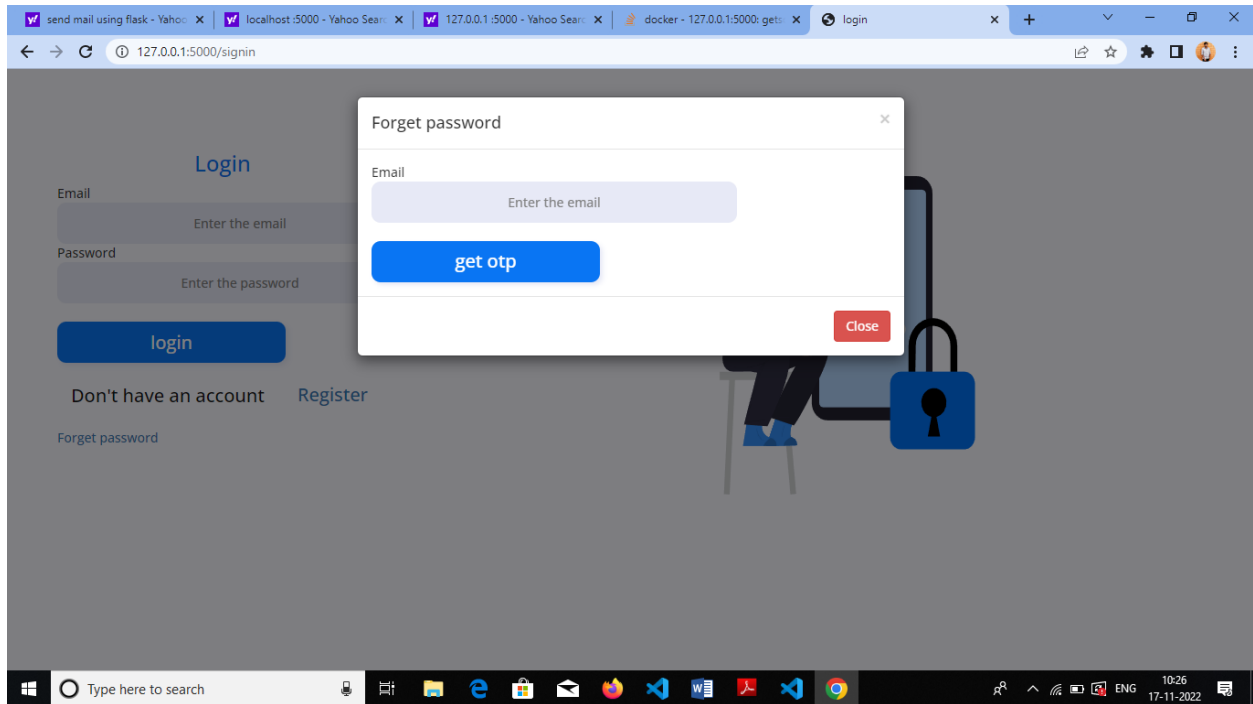 send mail using flask - Yahoo
localhost :5000 - Yahoo Searc
127.0.0.1 :5000 - Yahoo Searc
docker - 127.0.0.1:5000: gets
login
127.0.0.1:5000/signin
Forget password
Email
Enter the email
get otp
Close
Login
Email
Enter the email
Password
Enter the password
login
Don't have an account Register
Forget password
Type here to search
ENG
10:26
17-11-2022